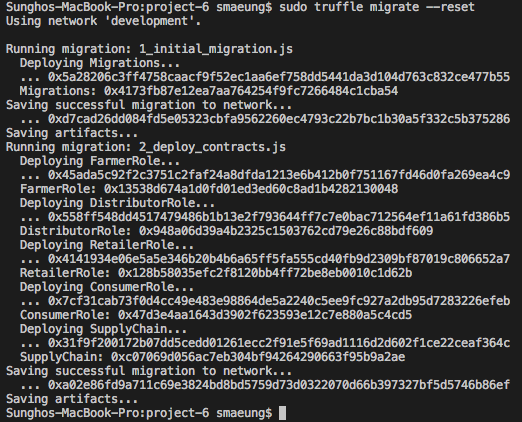 Sunghos-MacBook-Pro:project-6 smaeung$ sudo truffle migrate --reset
Using network 'development'.
Running migration: 1_initial_migration.js
Deploying Migrations...
... 0x5a28206c3ff4758caacf9f52ec1aa6ef758dd5441da3d104d763c832ce477b55
Migrations: 0x4173fb87e12ea7aa764254f9fc7266484c1cba54
Saving successful migration to network...
... 0xd7cad26dd084fd5e05323cbfa9562260ec4793c22b7bc1b30a5f332c5b375286
Saving artifacts...
Running migration: 2_deploy_contracts.js
Deploying FarmerRole...
... 0x45ada5c92f2c3751c2faf24a8dfda1213e6b412b0f751167fd46d0fa269ea4c9
FarmerRole: 0x13538d674a1d0fd01ed3ed60c8ad1b4282130048
Deploying DistributorRole...
... 0x558ff548dd4517479486b1b13e2f793644ff7c7e0bac712564ef11a61fd386b5
DistributorRole: 0x948a06d39a4b2325c1503762cd79e26c88bdf609
Deploying RetailerRole...
... 0x4141934e06e5a5e346b20b4b6a65ff5fa555cd40fb9d2309bf87019c806652a7
RetailerRole: 0x128b58035efc2f8120bb4ff72be8eb0010c1d62b
Deploying ConsumerRole...
... 0x7cf31cab73f0d4cc49e483e98864de5a2240c5ee9fc927a2db95d7283226efeb
ConsumerRole: 0x47d3e4aa1643d3902f623593e12c7e880a5c4cd5
Deploying SupplyChain...
... 0x31f9f200172b07dd5cedd01261ecc2f91e5f69ad1116d2d602f1ce22ceaf364c
SupplyChain: 0xc07069d056ac7eb304bf94264290663f95b9a2ae
Saving successful migration to network...
... 0xa02e86fd9a711c69e3824bd8bd5759d73d0322070d66b397327bf5d5746b86ef
Saving artifacts...
Sunghos-MacBook-Pro:project-6 smaeung$